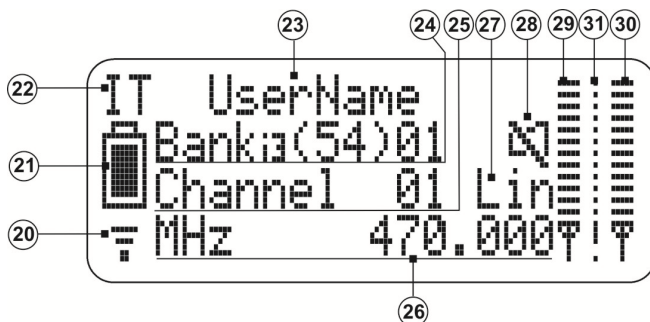 23 24 25 27 28 29 31 30
22 IT UserName
21 Bank (54)01
Channel 01 Lin
20 MHz 470.000
26